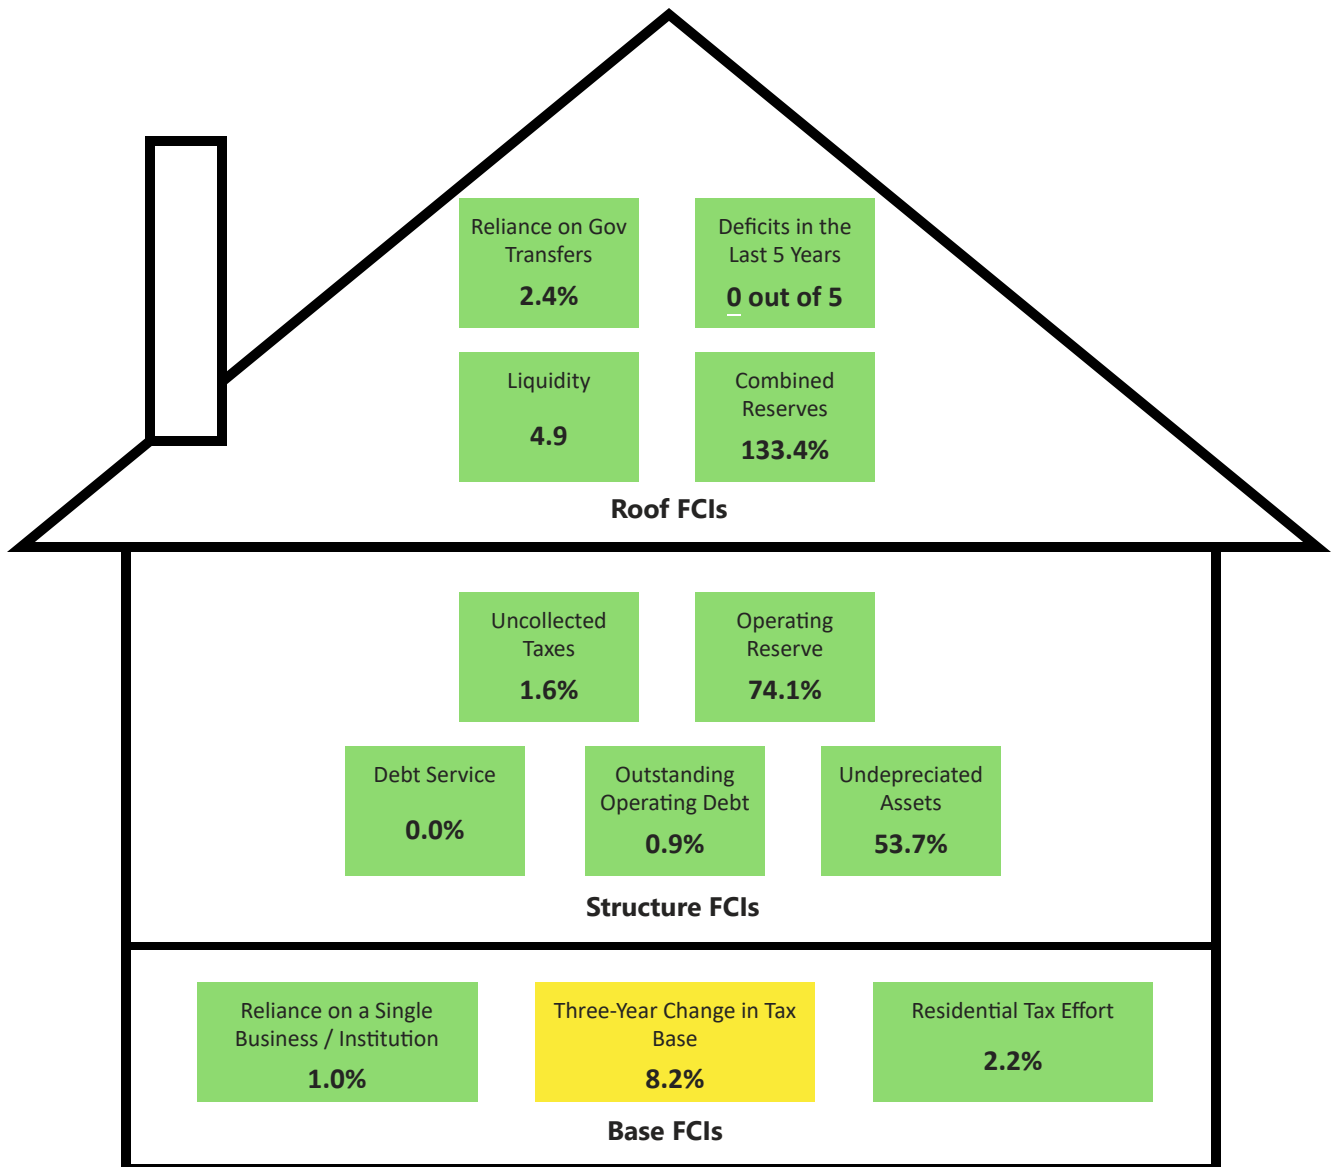 Reliance on Gov
Transfers
2.4%
Deficits in the
Last 5 Years
0 out of 5
Liquidity
4.9
Combined
Reserves
133.4%
Roof FCIs
Uncollected
Taxes
1.6%
Operating
Reserve
74.1%
Debt Service
0.0%
Outstanding
Operating Debt
0.9%
Undepreciated
Assets
53.7%
Structure FCIs
Reliance on a Single
Business / Institution
1.0%
Three-Year Change in Tax
Base
8.2%
Residential Tax Effort
2.2%
Base FCIs